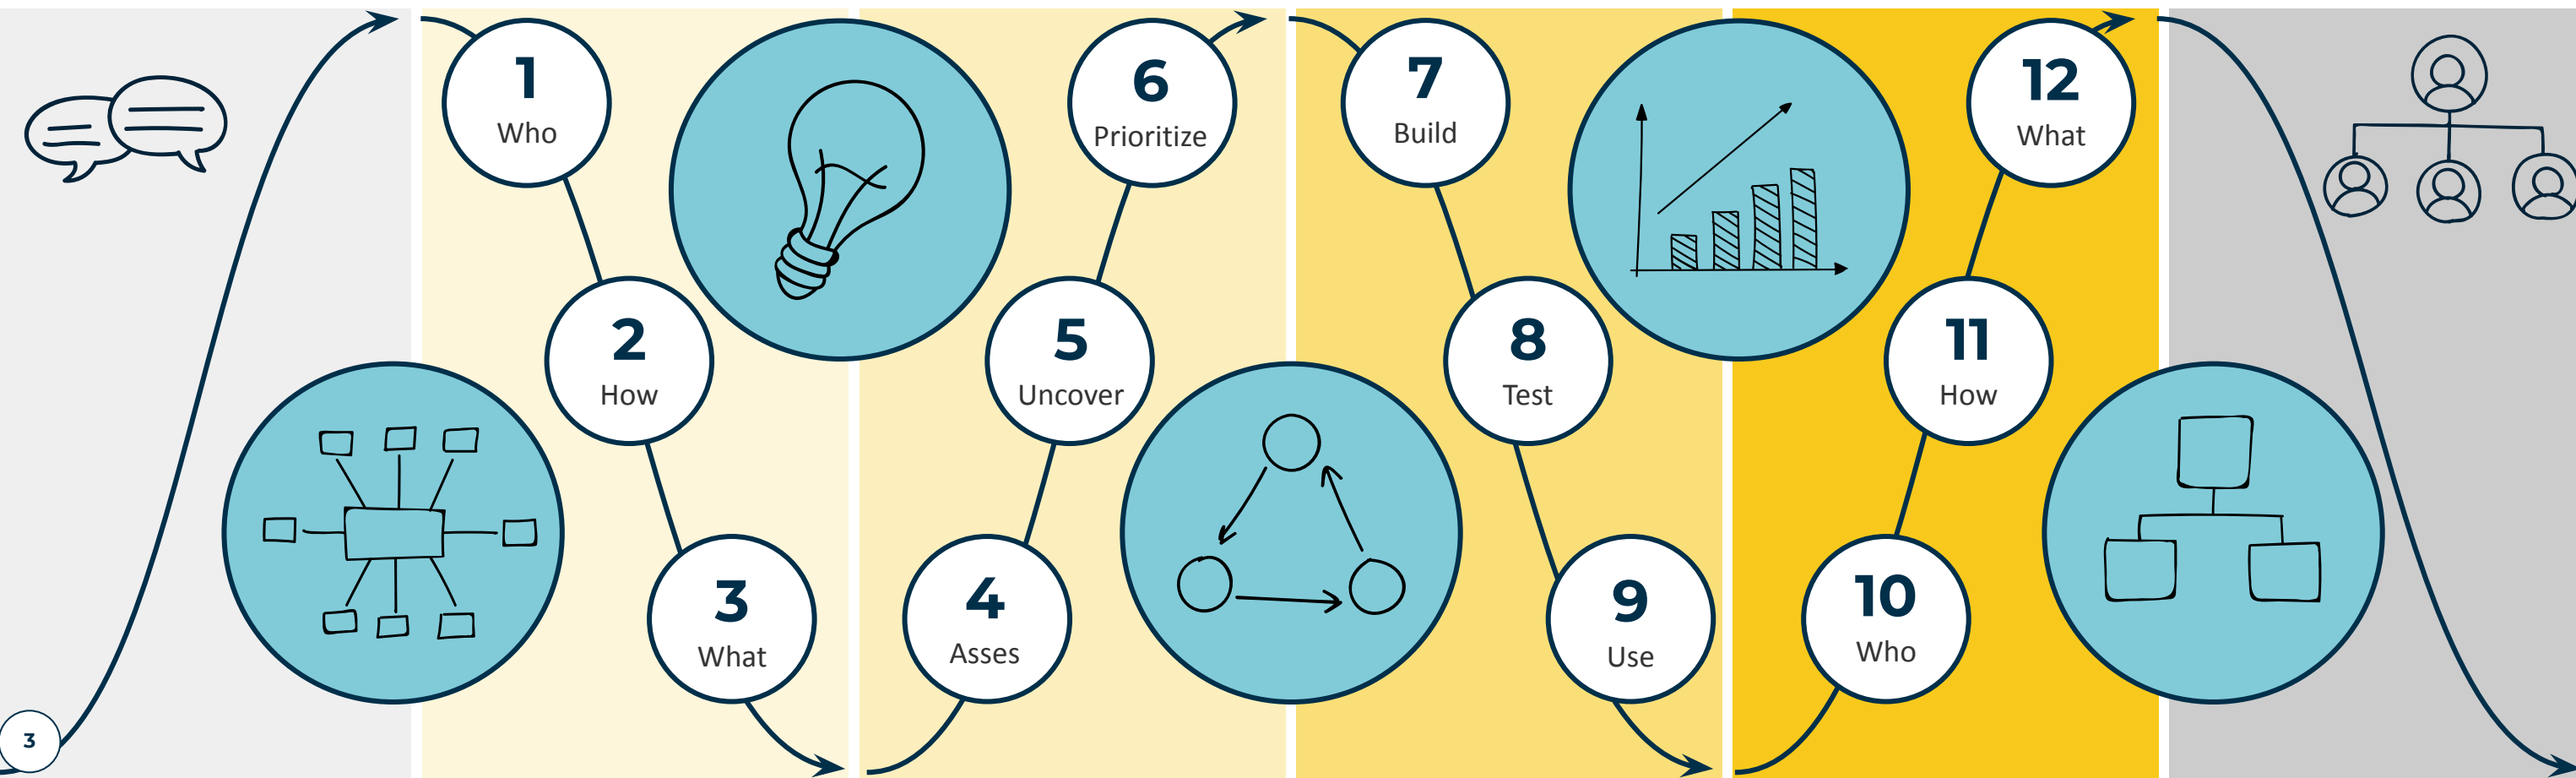 1
Who
2
How
3
What
4
Asses
5
Uncover
6
Prioritize
7
Build
8
Test
9
Use
10
Who
11
How
12
What
3